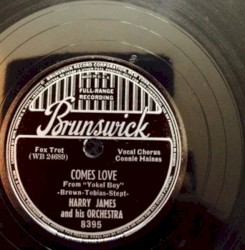 FULL-RANGE
RECORDING
Brunswick
Fox Trot
(WB 24689)
Vocal Chorus
Connie Haines
COMES LOVE
From "Yokel Boy"
-Brown-Tobias-Stept-
HARRY JAMES
and his ORCHESTRA
8395